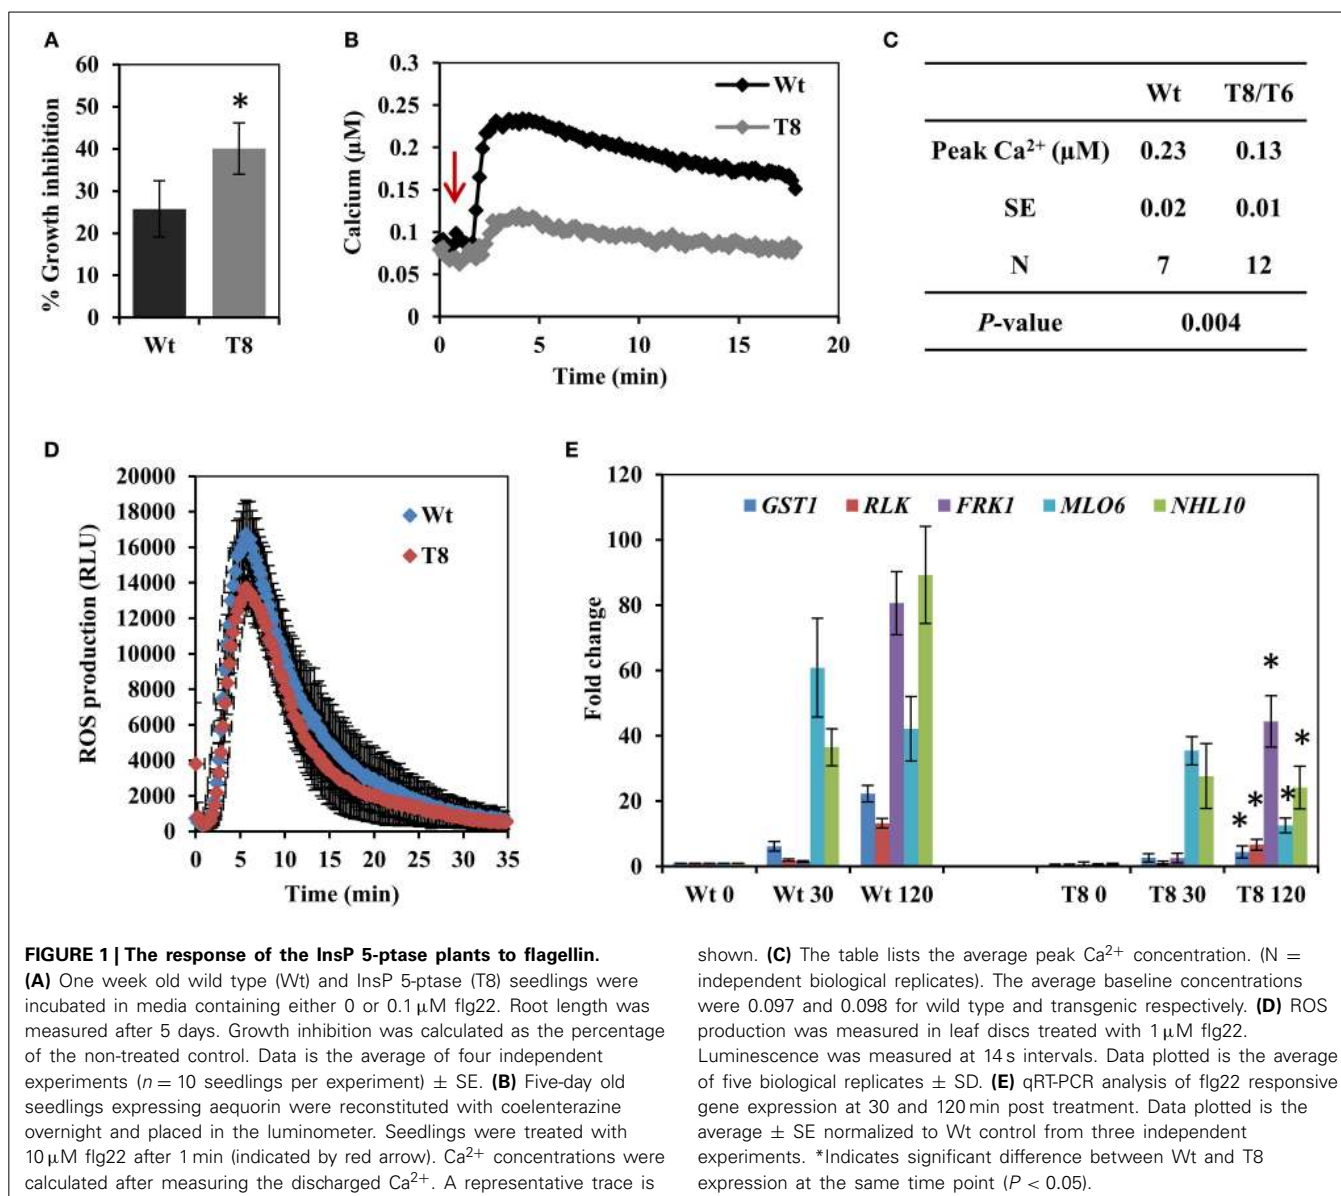 A
60
50
40
30
20
10
0
% Growth inhibition
*
Wt
T8
B
0.3
0.25
0.2
0.15
0.1
0.05
0
Calcium (µM)
Wt
T8
0
5
10
15
20
Time (min)
C
Wt T8/T6
Peak Ca²⁺ (µM) 0.23 0.13
SE 0.02 0.01
N 7 12
P-value 0.004
D
20000
18000
16000
14000
12000
10000
8000
6000
4000
2000
0
ROS production (RLU)
Wt
T8
0
5
10
15
20
25
30
35
Time (min)
E
120
100
80
60
40
20
0
Fold change
GST1 RLK FRK1 MLO6 NHL10
*
*
*
*
*
Wt 0
Wt 30
Wt 120
T8 0
T8 30
T8 120
FIGURE 1 | The response of the InsP 5-ptase plants to flagellin.
(A) One week old wild type (Wt) and InsP 5-ptase (T8) seedlings were
incubated in media containing either 0 or 0.1 µM flg22. Root length was
measured after 5 days. Growth inhibition was calculated as the percentage
of the non-treated control. Data is the average of four independent
experiments (n = 10 seedlings per experiment) ± SE. (B) Five-day old
seedlings expressing aequorin were reconstituted with coelenterazine
overnight and placed in the luminometer. Seedlings were treated with
10 µM flg22 after 1 min (indicated by red arrow). Ca²⁺ concentrations were
calculated after measuring the discharged Ca²⁺. A representative trace is
shown. (C) The table lists the average peak Ca²⁺ concentration. (N =
independent biological replicates). The average baseline concentrations
were 0.097 and 0.098 for wild type and transgenic respectively. (D) ROS
production was measured in leaf discs treated with 1 µM flg22.
Luminescence was measured at 14 s intervals. Data plotted is the average
of five biological replicates ± SD. (E) qRT-PCR analysis of flg22 responsive
gene expression at 30 and 120 min post treatment. Data plotted is the
average ± SE normalized to Wt control from three independent
experiments. *Indicates significant difference between Wt and T8
expression at the same time point (P < 0.05).